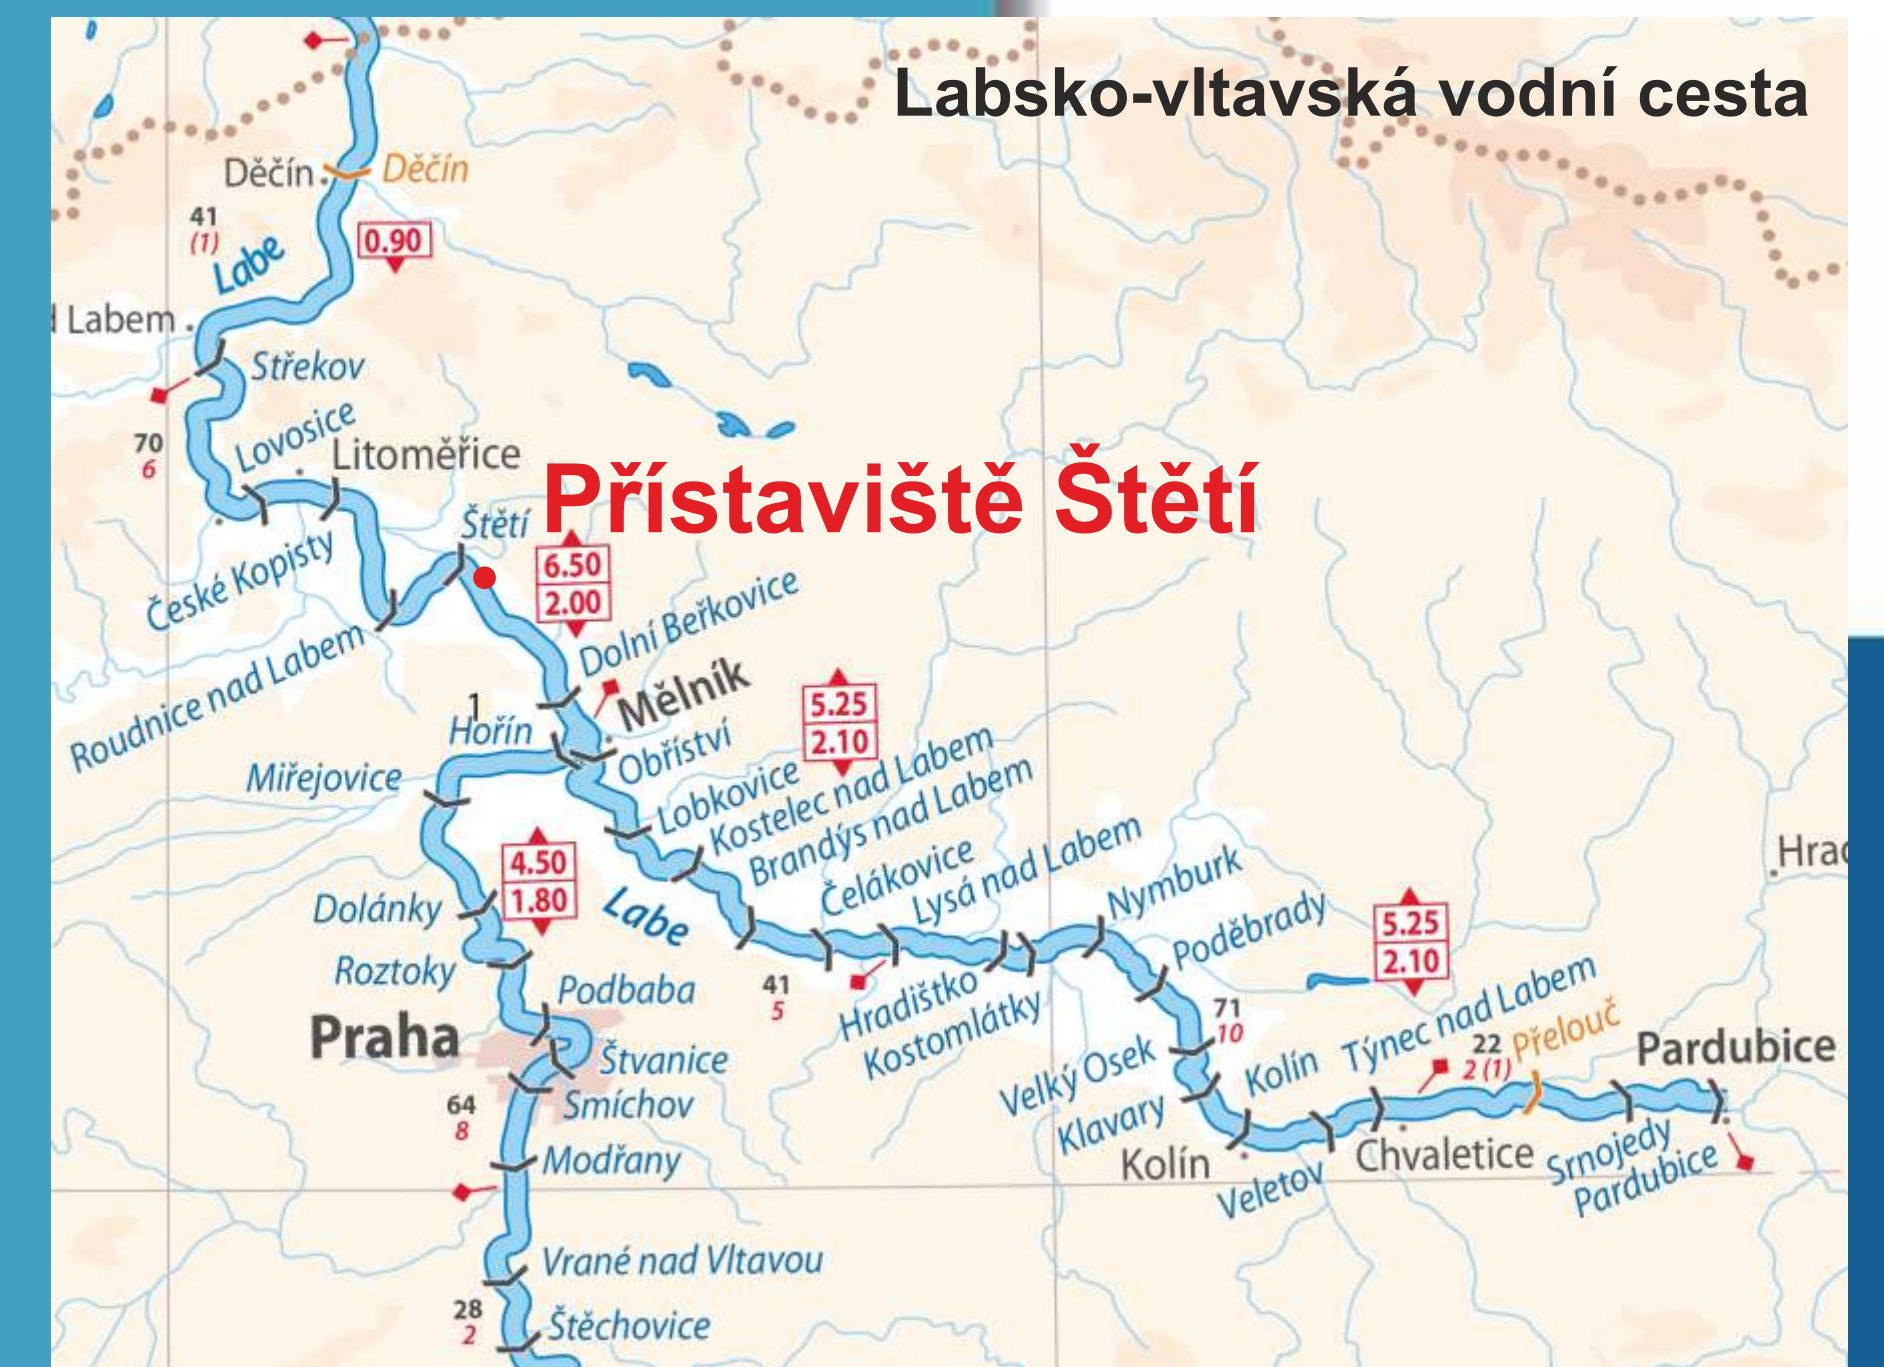 Labsko-vltavská vodní cesta
Děčín
Děčín
41
(1)
Labe
0.90
Labem
Střekov
Lovosice
70
6
Litoměřice
Přístaviště Štětí
Štětí
České Kopisty
6.50
2.00
Roudnice nad Labem
Dolní Beřkovice
Mělník
1
Hořín
Obříství
5.25
2.10
Miřejovice
Lobkovice
Kostelec nad Labem
Brandýs nad Labem
4.50
1.80
Čelákovice
Lysá nad Labem
Nymburk
Hrad
Dolánky
Labe
Poděbrady
5.25
2.10
Roztoky
Podbaba
41
5
Hradištko
Kostomlátky
71
10
Týnec nad Labem
Praha
Štvanice
Velký Osek
Kolín
22
2 (1)
Přelouč
Pardubice
64
8
Smíchov
Klavary
Modřany
Kolín
Veletov
Chvaletice
Srnojedy
Pardubice
Vrané nad Vltavou
28
2
Štěchovice